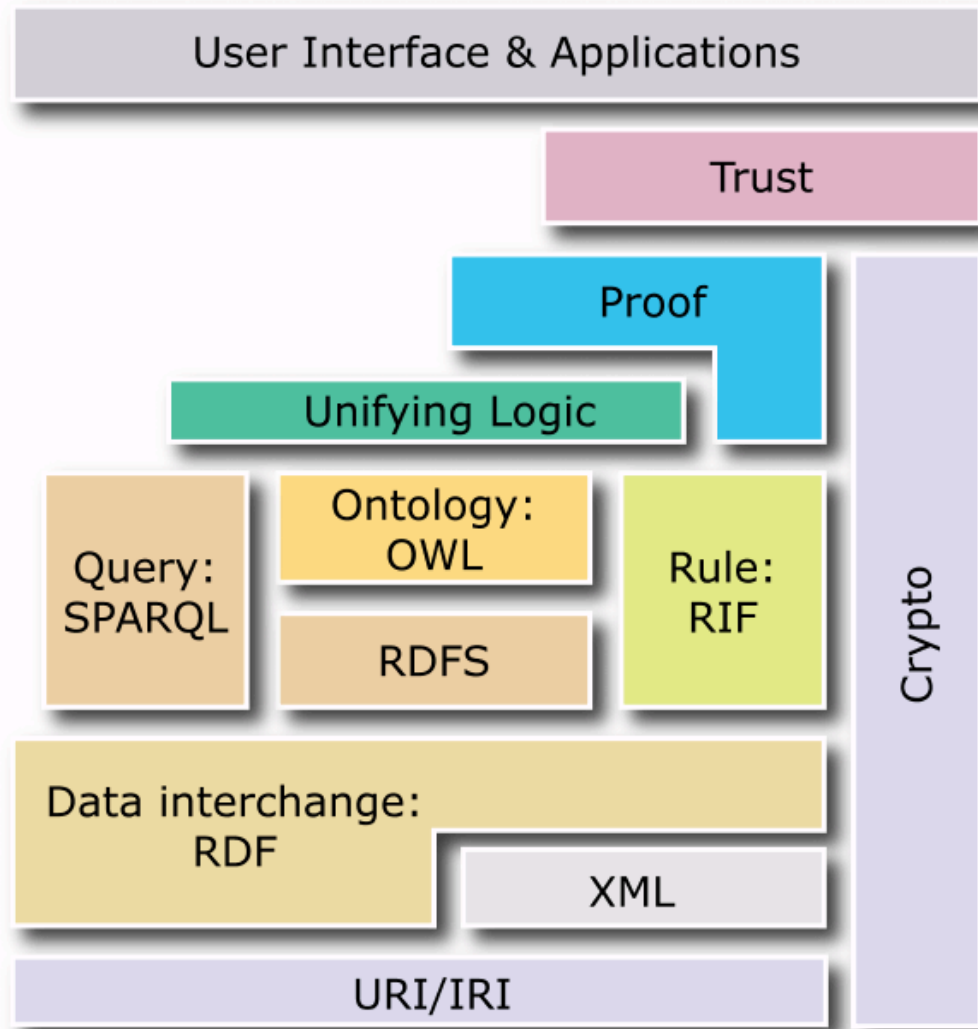 User Interface & Applications
Trust
Proof
Unifying Logic
Query:
SPARQL
Ontology:
OWL
RDFS
Rule:
RIF
Crypto
Data interchange:
RDF
XML
URI/IRI